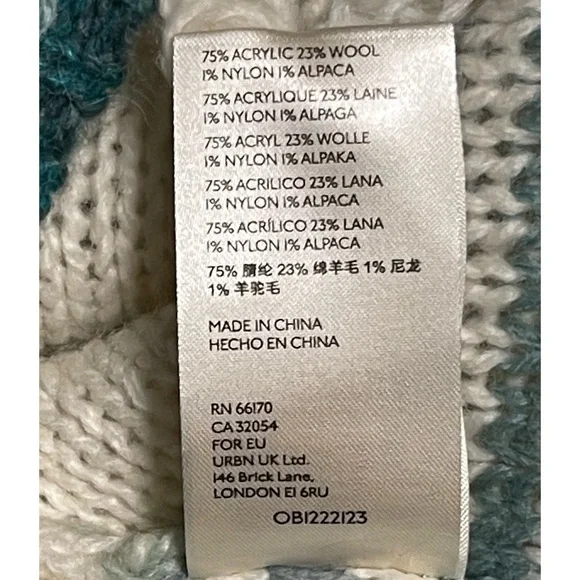 75% ACRYLIC 23% WOOL
1% NYLON 1% ALPACA
75% ACRYLIQUE 23% LAINE
1% NYLON 1% ALPAGA
75% ACRYL 23% WOLLE
1% NYLON 1% ALPAKA
75% ACRILICO 23% LANA
1% NYLON 1% ALPACA
75% ACRÍLICO 23% LANA
1% NYLON 1% ALPACA
75%腈纶 23% 绵羊毛 1% 尼龙
1% 羊驼毛
MADE IN CHINA
HECHO EN CHINA
RN 66170
CA 32054
FOR EU
URBN UK Ltd.
146 Brick Lane,
LONDON E1 6RU
OB1222123